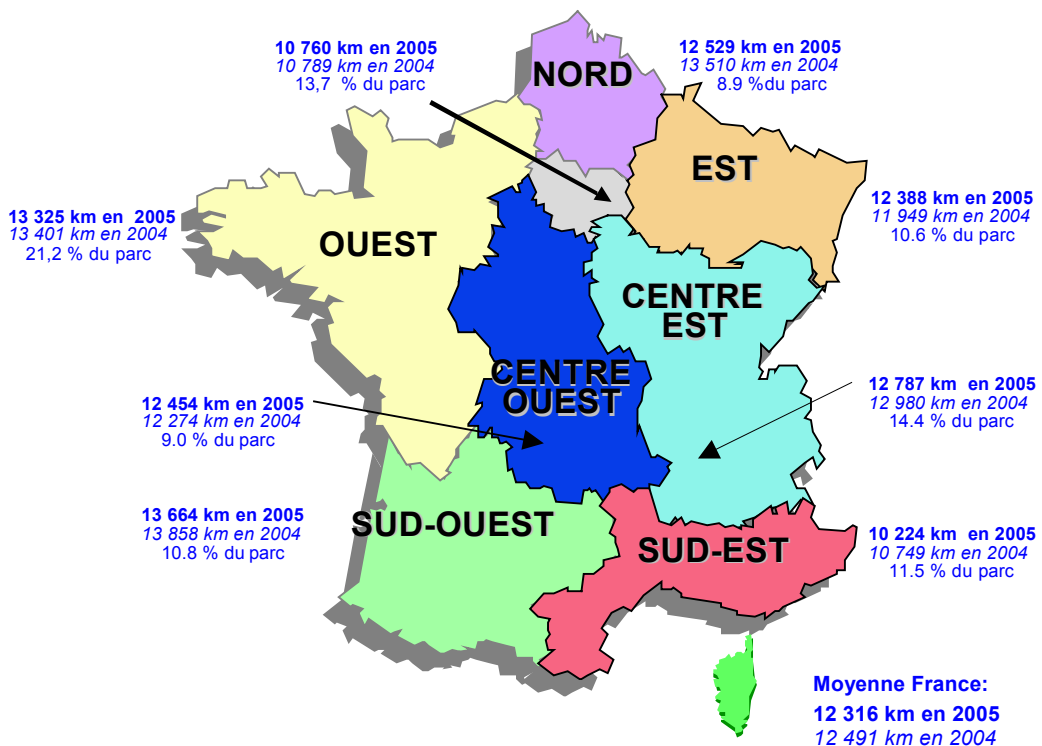 10 760 km en 2005
10 789 km en 2004
13,7 % du parc
12 529 km en 2005
13 510 km en 2004
8.9 %du parc
NORD
EST
13 325 km en 2005
13 401 km en 2004
21,2 % du parc
OUEST
12 388 km en 2005
11 949 km en 2004
10.6 % du parc
CENTRE
EST
CENTRE
OUEST
12 454 km en 2005
12 274 km en 2004
9.0 % du parc
12 787 km en 2005
12 980 km en 2004
14.4 % du parc
13 664 km en 2005
13 858 km en 2004
10.8 % du parc
SUD-OUEST
SUD-EST
10 224 km en 2005
10 749 km en 2004
11.5 % du parc
Moyenne France:
12 316 km en 2005
12 491 km en 2004